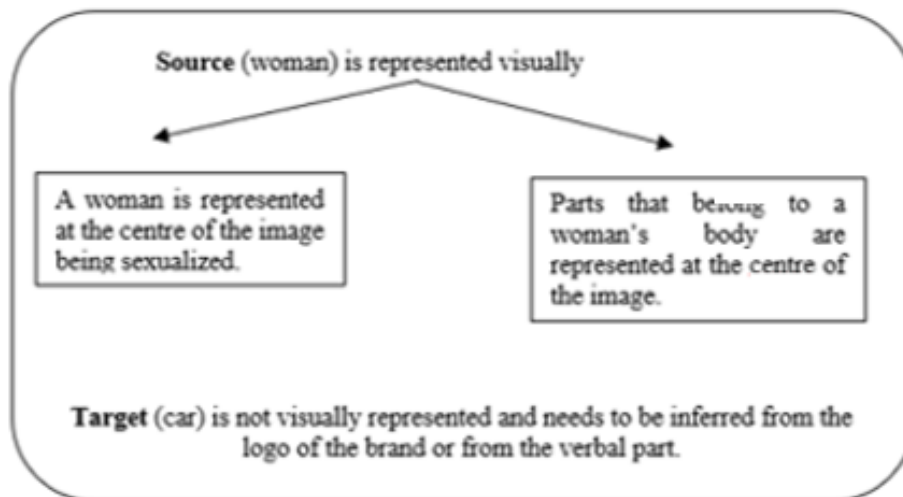 Source (woman) is represented visually
A woman is represented
at the centre of the image
being sexualized.
Parts that to a
woman's body are
represented at the centre of
the image.
Target (car) is not visually represented and needs to be inferred from the
logo of the brand or from the verbal part.